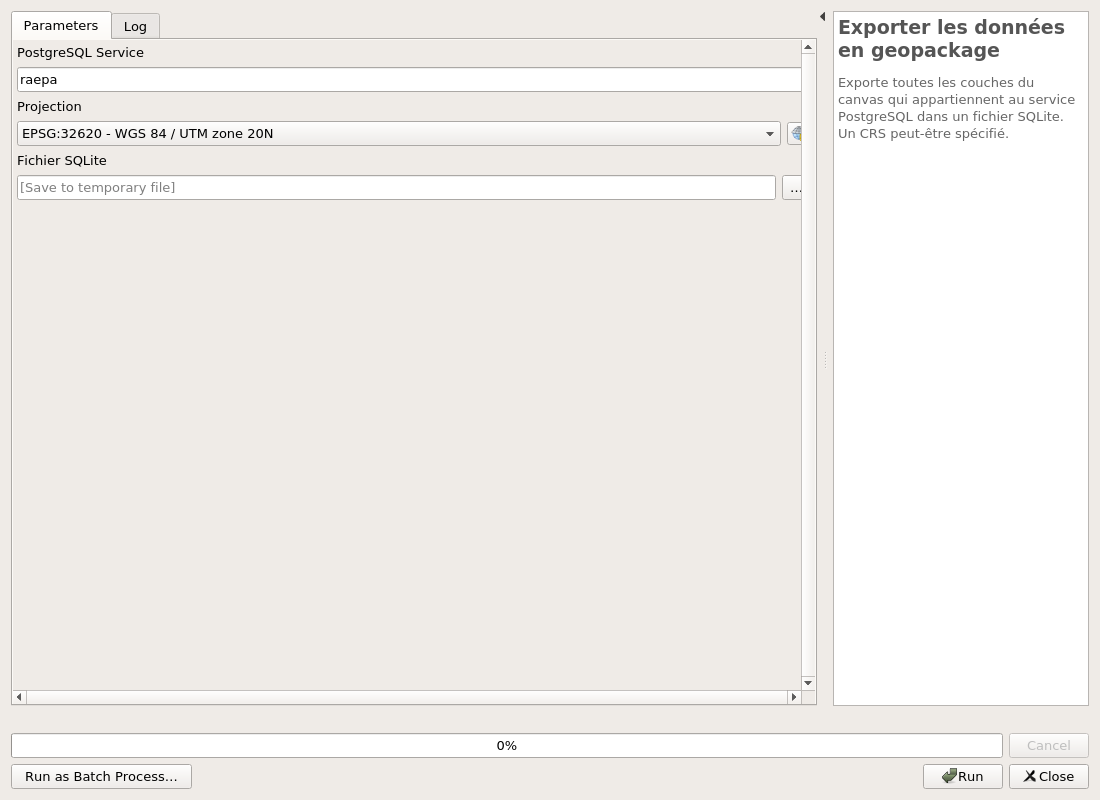 Parameters
Log
PostgreSQL Service
raepa
Projection
EPSG:32620 - WGS 84 / UTM zone 20N
Fichier SQLite
[Save to temporary file]
...
Exporter les données
en geopackage
Exporte toutes les couches du
canvas qui appartiennent au service
PostgreSQL dans un fichier SQLite.
Un CRS peut-être spécifié.
0%
Cancel
Run as Batch Process...
Run
Close